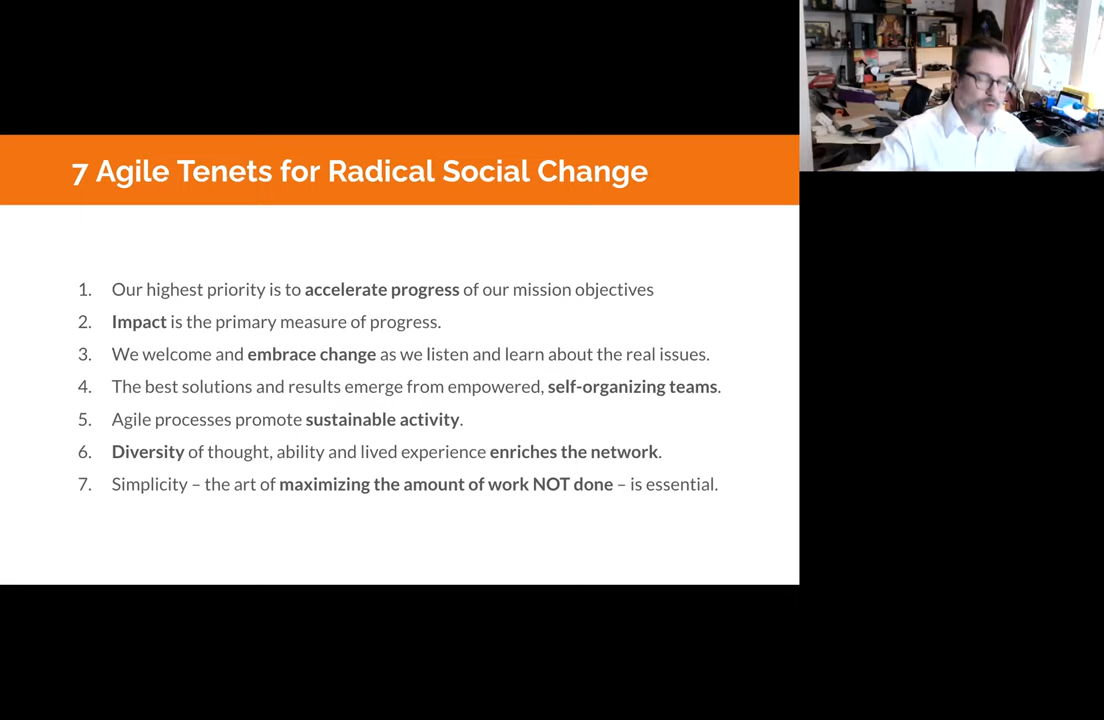 7 Agile Tenets for Radical Social Change
1. Our highest priority is to accelerate progress of our mission objectives
2. Impact is the primary measure of progress.
3. We welcome and embrace change as we listen and learn about the real issues.
4. The best solutions and results emerge from empowered, self-organizing teams.
5. Agile processes promote sustainable activity.
6. Diversity of thought, ability and lived experience enriches the network.
7. Simplicity – the art of maximizing the amount of work NOT done – is essential.